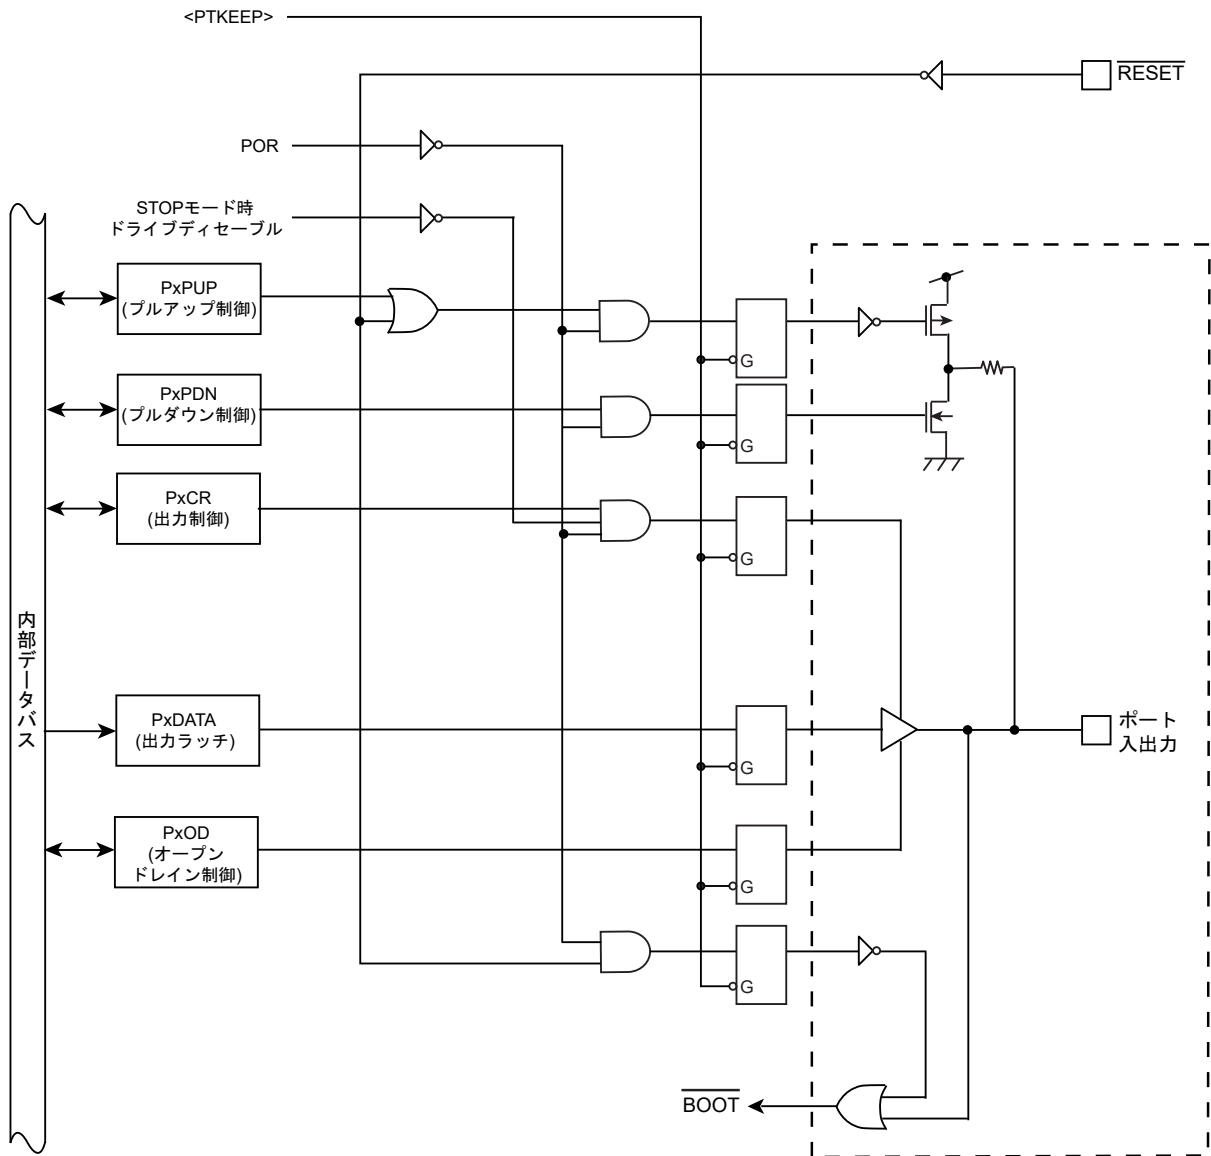 <PTKEEP>
RESET
POR
STOPモード時
ドライブディセーブル
PxPUP
(プルアップ制御)
G
PxPDN
(プルダウン制御)
G
PxCR
(出力制御)
G
内部データバス
PxDATA
(出力ラッチ)
G
ポート
入出力
PxOD
(オープン
ドレイン制御)
G
G
BOOT